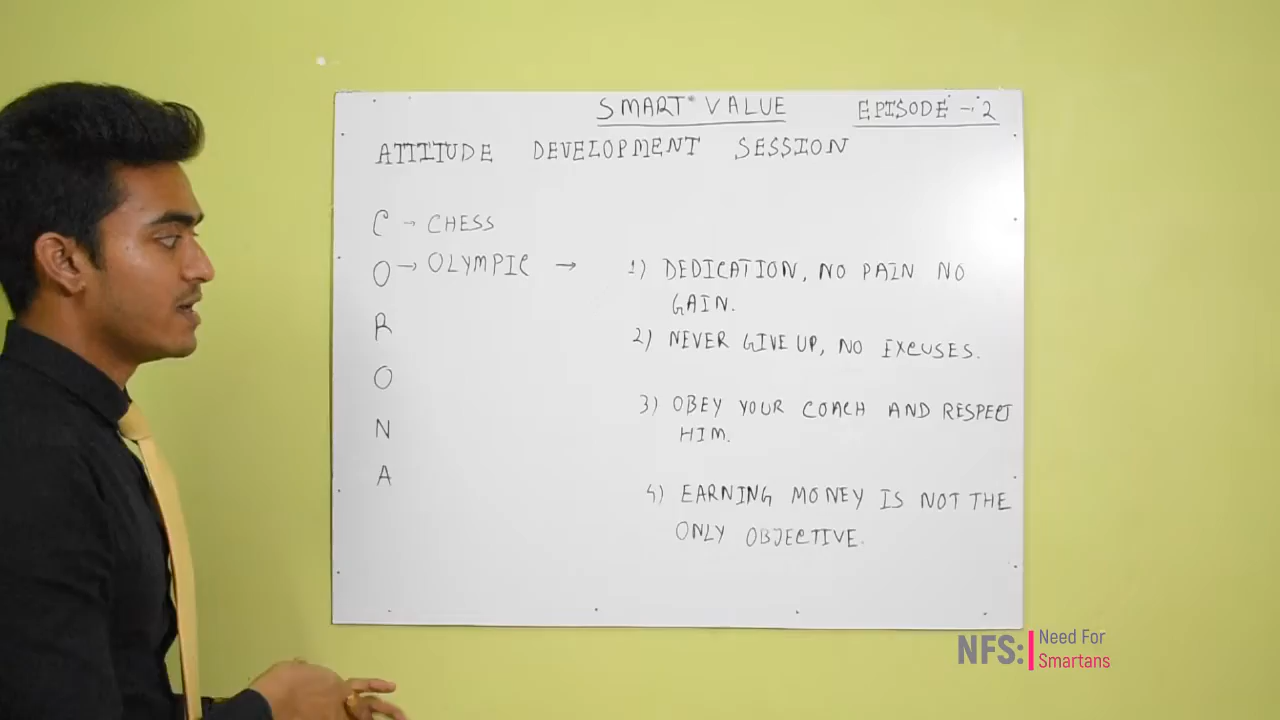 SMART VALUE EPISODE - 2
ATTITUDE DEVELOPMENT SESSION
C - CHESS
O → OLYMPIC → 1) DEDICATION, NO PAIN NO
GAIN.
R
2) NEVER GIVE UP, NO EXCUSES.
O
3) OBEY YOUR COACH AND RESPECT
N
HIM.
A
4) EARNING MONEY IS NOT THE
ONLY OBJECTIVE.
NFS: Need For
Smartans